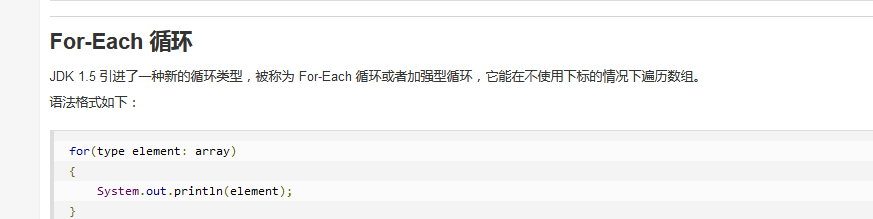 For-Each 循环
JDK 1.5 引进了一种新的循环类型，被称为 For-Each 循环或者加强型循环，它能在不使用下标的情况下遍历数组。
语法格式如下：
for(type element: array)
{
    System.out.println(element);
}